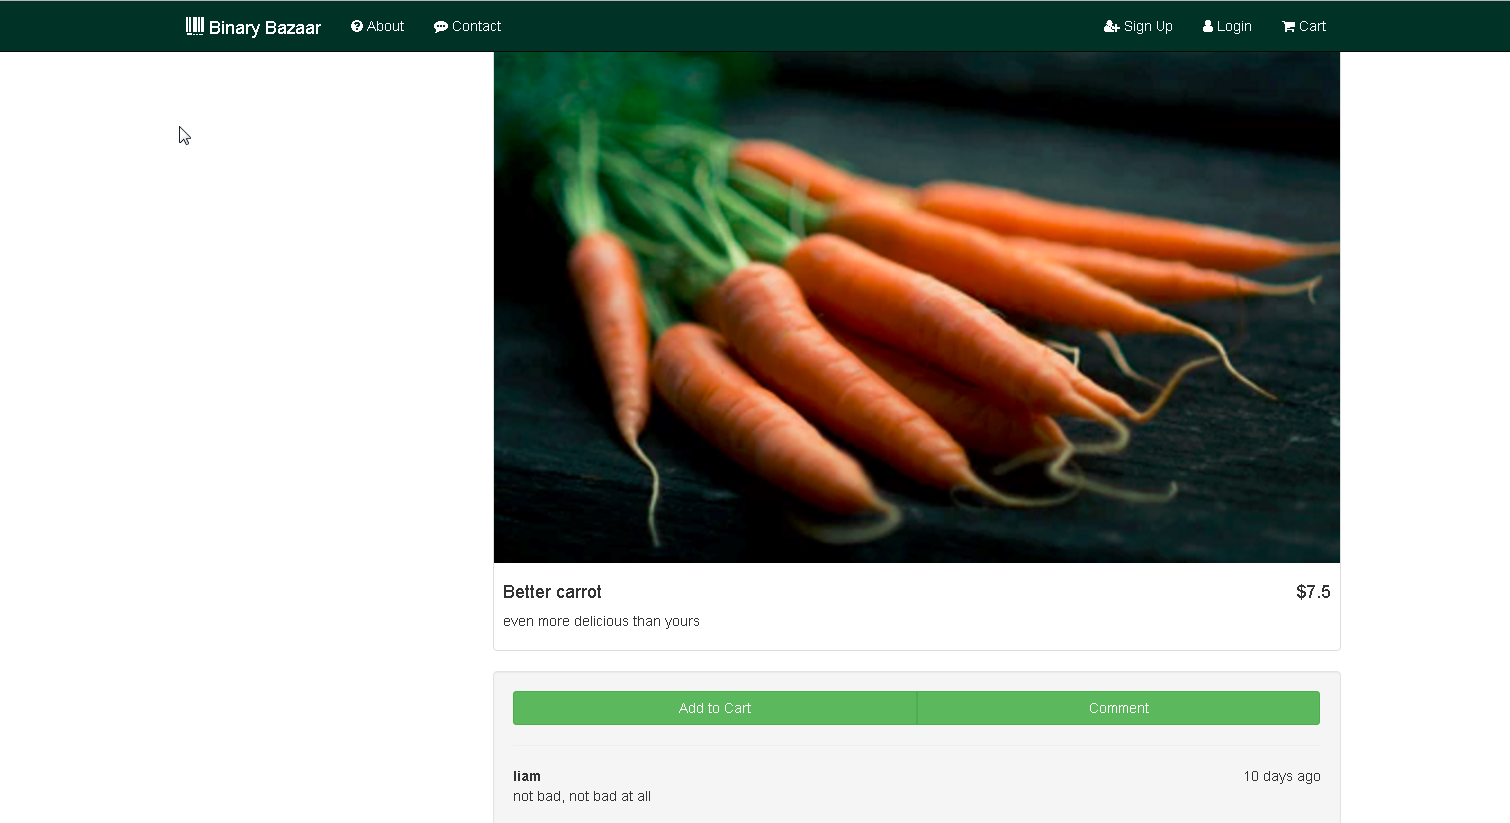 Binary Bazaar About Contact Sign Up Login Cart
Better carrot $7.5
even more delicious than yours
Add to Cart Comment
liam 10 days ago
not bad, not bad at all